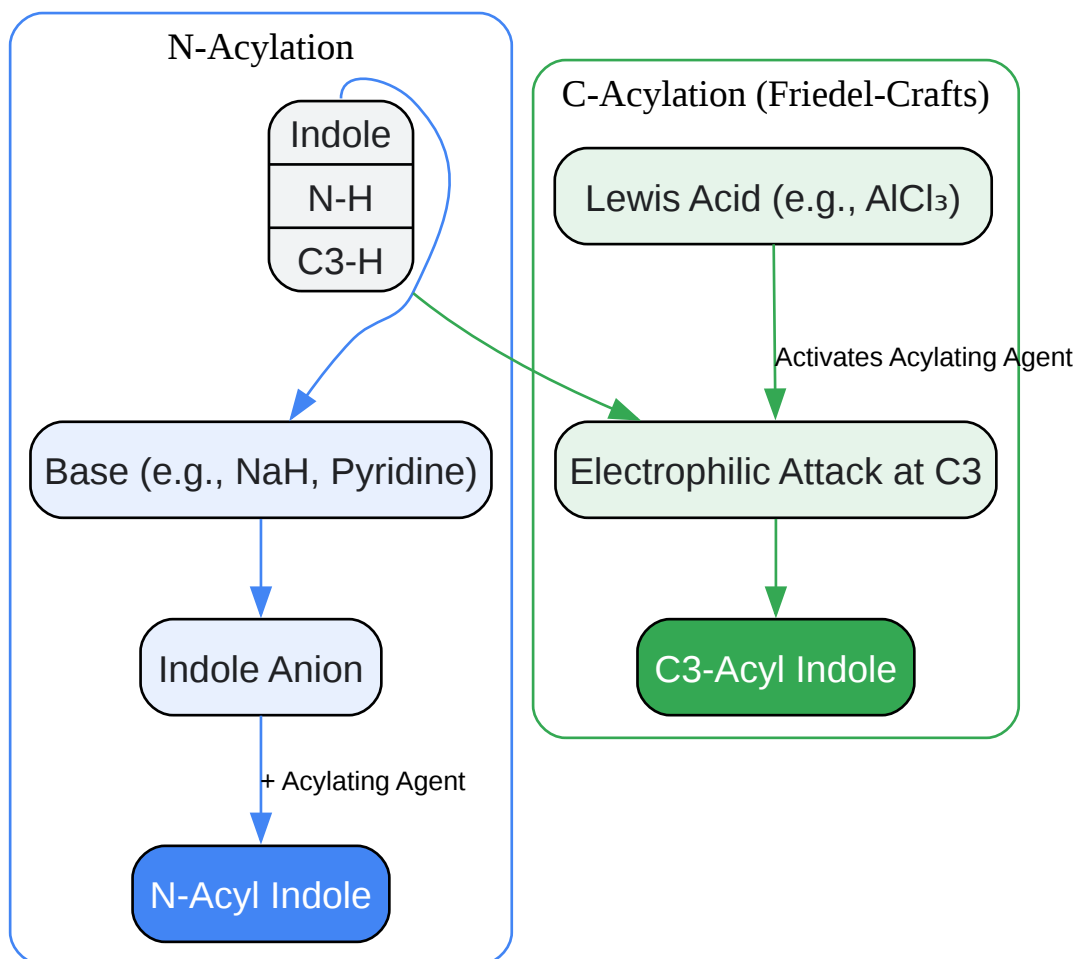 N-Acylation
Indole
N-H
C3-H
Base (e.g., NaH, Pyridine)
Indole Anion
+ Acylating Agent
N-Acyl Indole
C-Acylation (Friedel-Crafts)
Lewis Acid (e.g., AlCl₃)
Activates Acylating Agent
Electrophilic Attack at C3
C3-Acyl Indole